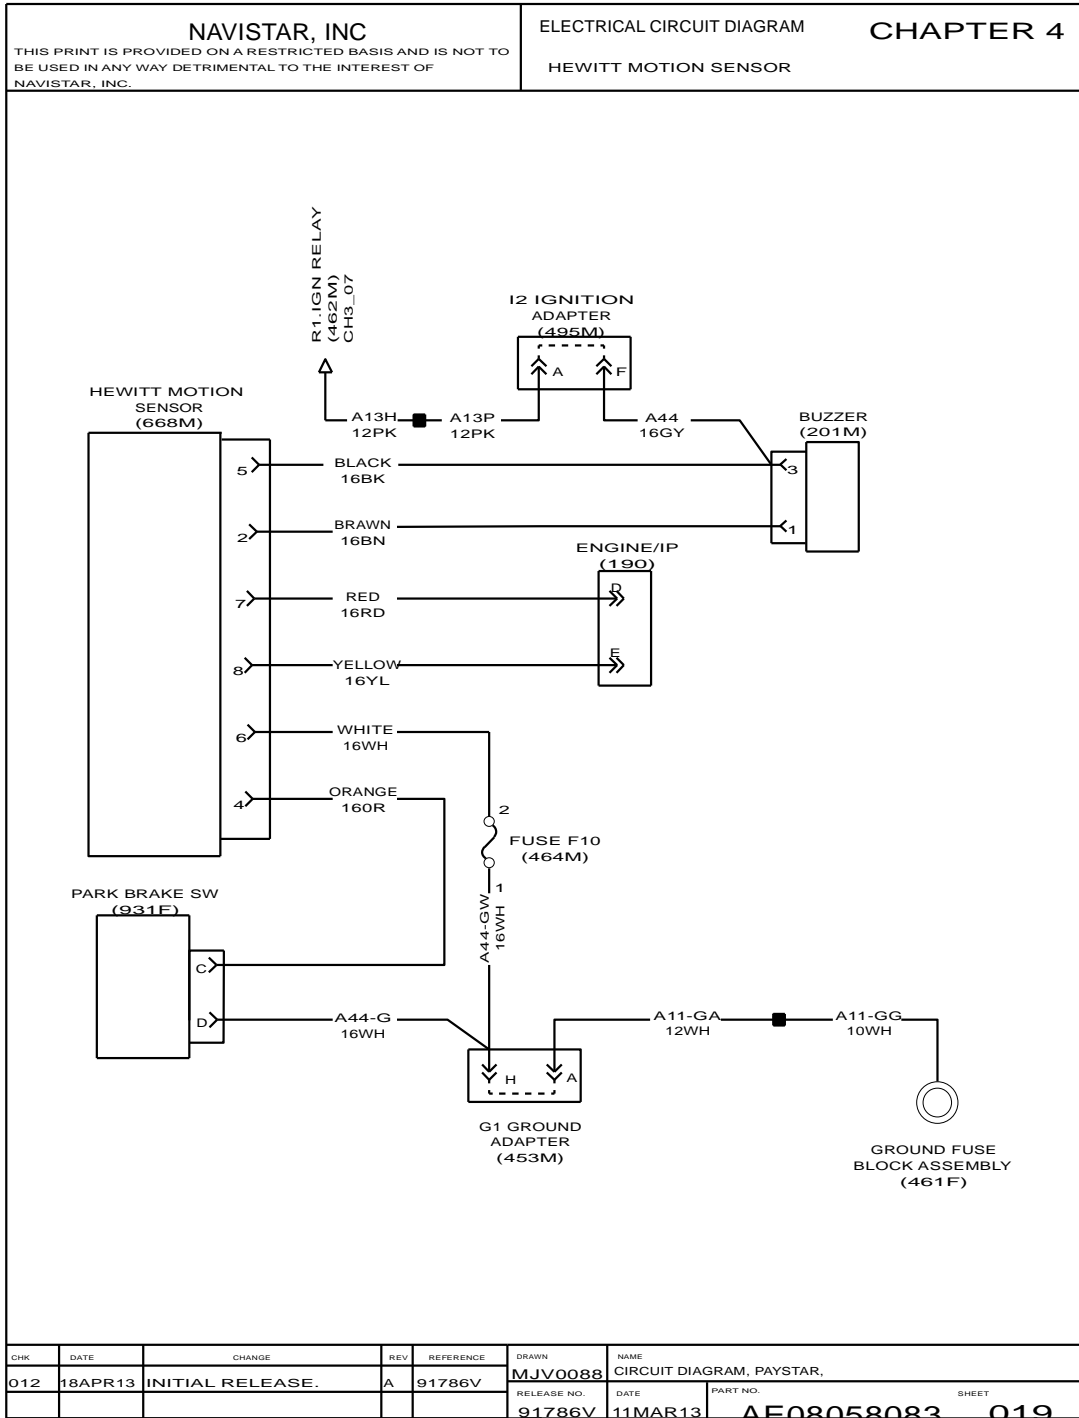 NAVISTAR, INC
THIS PRINT IS PROVIDED ON A RESTRICTED BASIS AND IS NOT TO
BE USED IN ANY WAY DETRIMENTAL TO THE INTEREST OF
NAVISTAR, INC.
ELECTRICAL CIRCUIT DIAGRAM
HEWITT MOTION SENSOR
CHAPTER 4
R1.IGN RELAY
(462M)
CH3_07
I2 IGNITION
ADAPTER
(495M)
A
F
HEWITT MOTION
SENSOR
(668M)
A13H
12PK
A13P
12PK
A44
16GY
BUZZER
(201M)
5
BLACK
16BK
3
2
BRAWN
16BN
1
ENGINE/IP
(190)
7
RED
16RD
D
8
YELLOW
16YL
E
6
WHITE
16WH
4
ORANGE
160R
2
FUSE F10
(464M)
1
A44-GW
16WH
PARK BRAKE SW
(931F)
C
D
A44-G
16WH
A11-GA
12WH
A11-GG
10WH
H
A
G1 GROUND
ADAPTER
(453M)
GROUND FUSE
BLOCK ASSEMBLY
(461F)
CHK DATE CHANGE REV REFERENCE
012 18APR13 INITIAL RELEASE. A 91786V
DRAWN
MJV0088
NAME
CIRCUIT DIAGRAM, PAYSTAR,
RELEASE NO.
91786V
DATE
11MAR13
PART NO.
AE08058083
SHEET
019